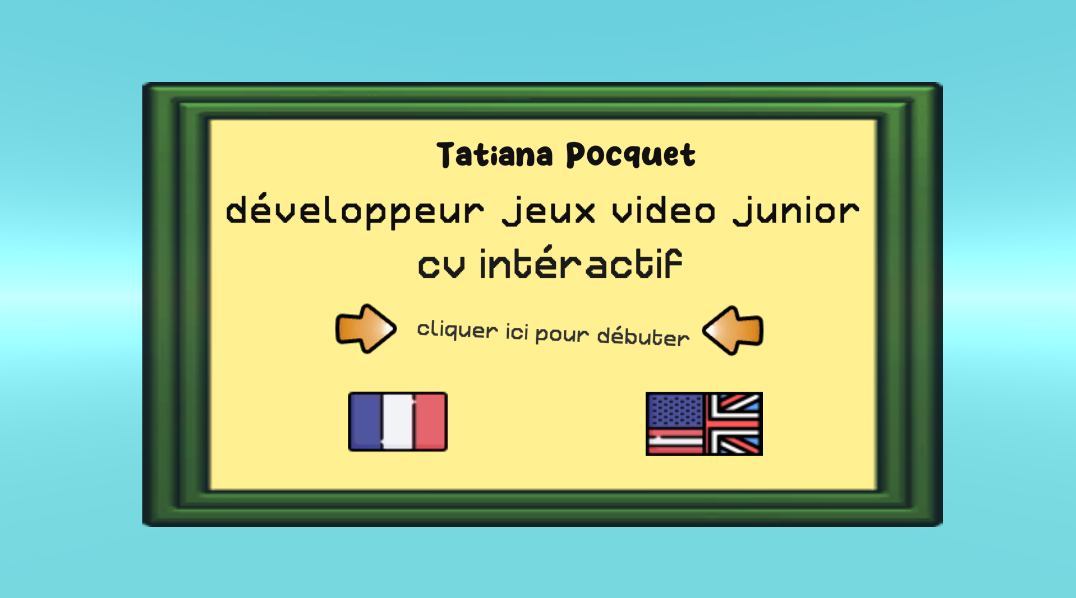 Tatiana Pocquet
développeur jeux video junior
cv intéractif
cliquer ici pour débuter